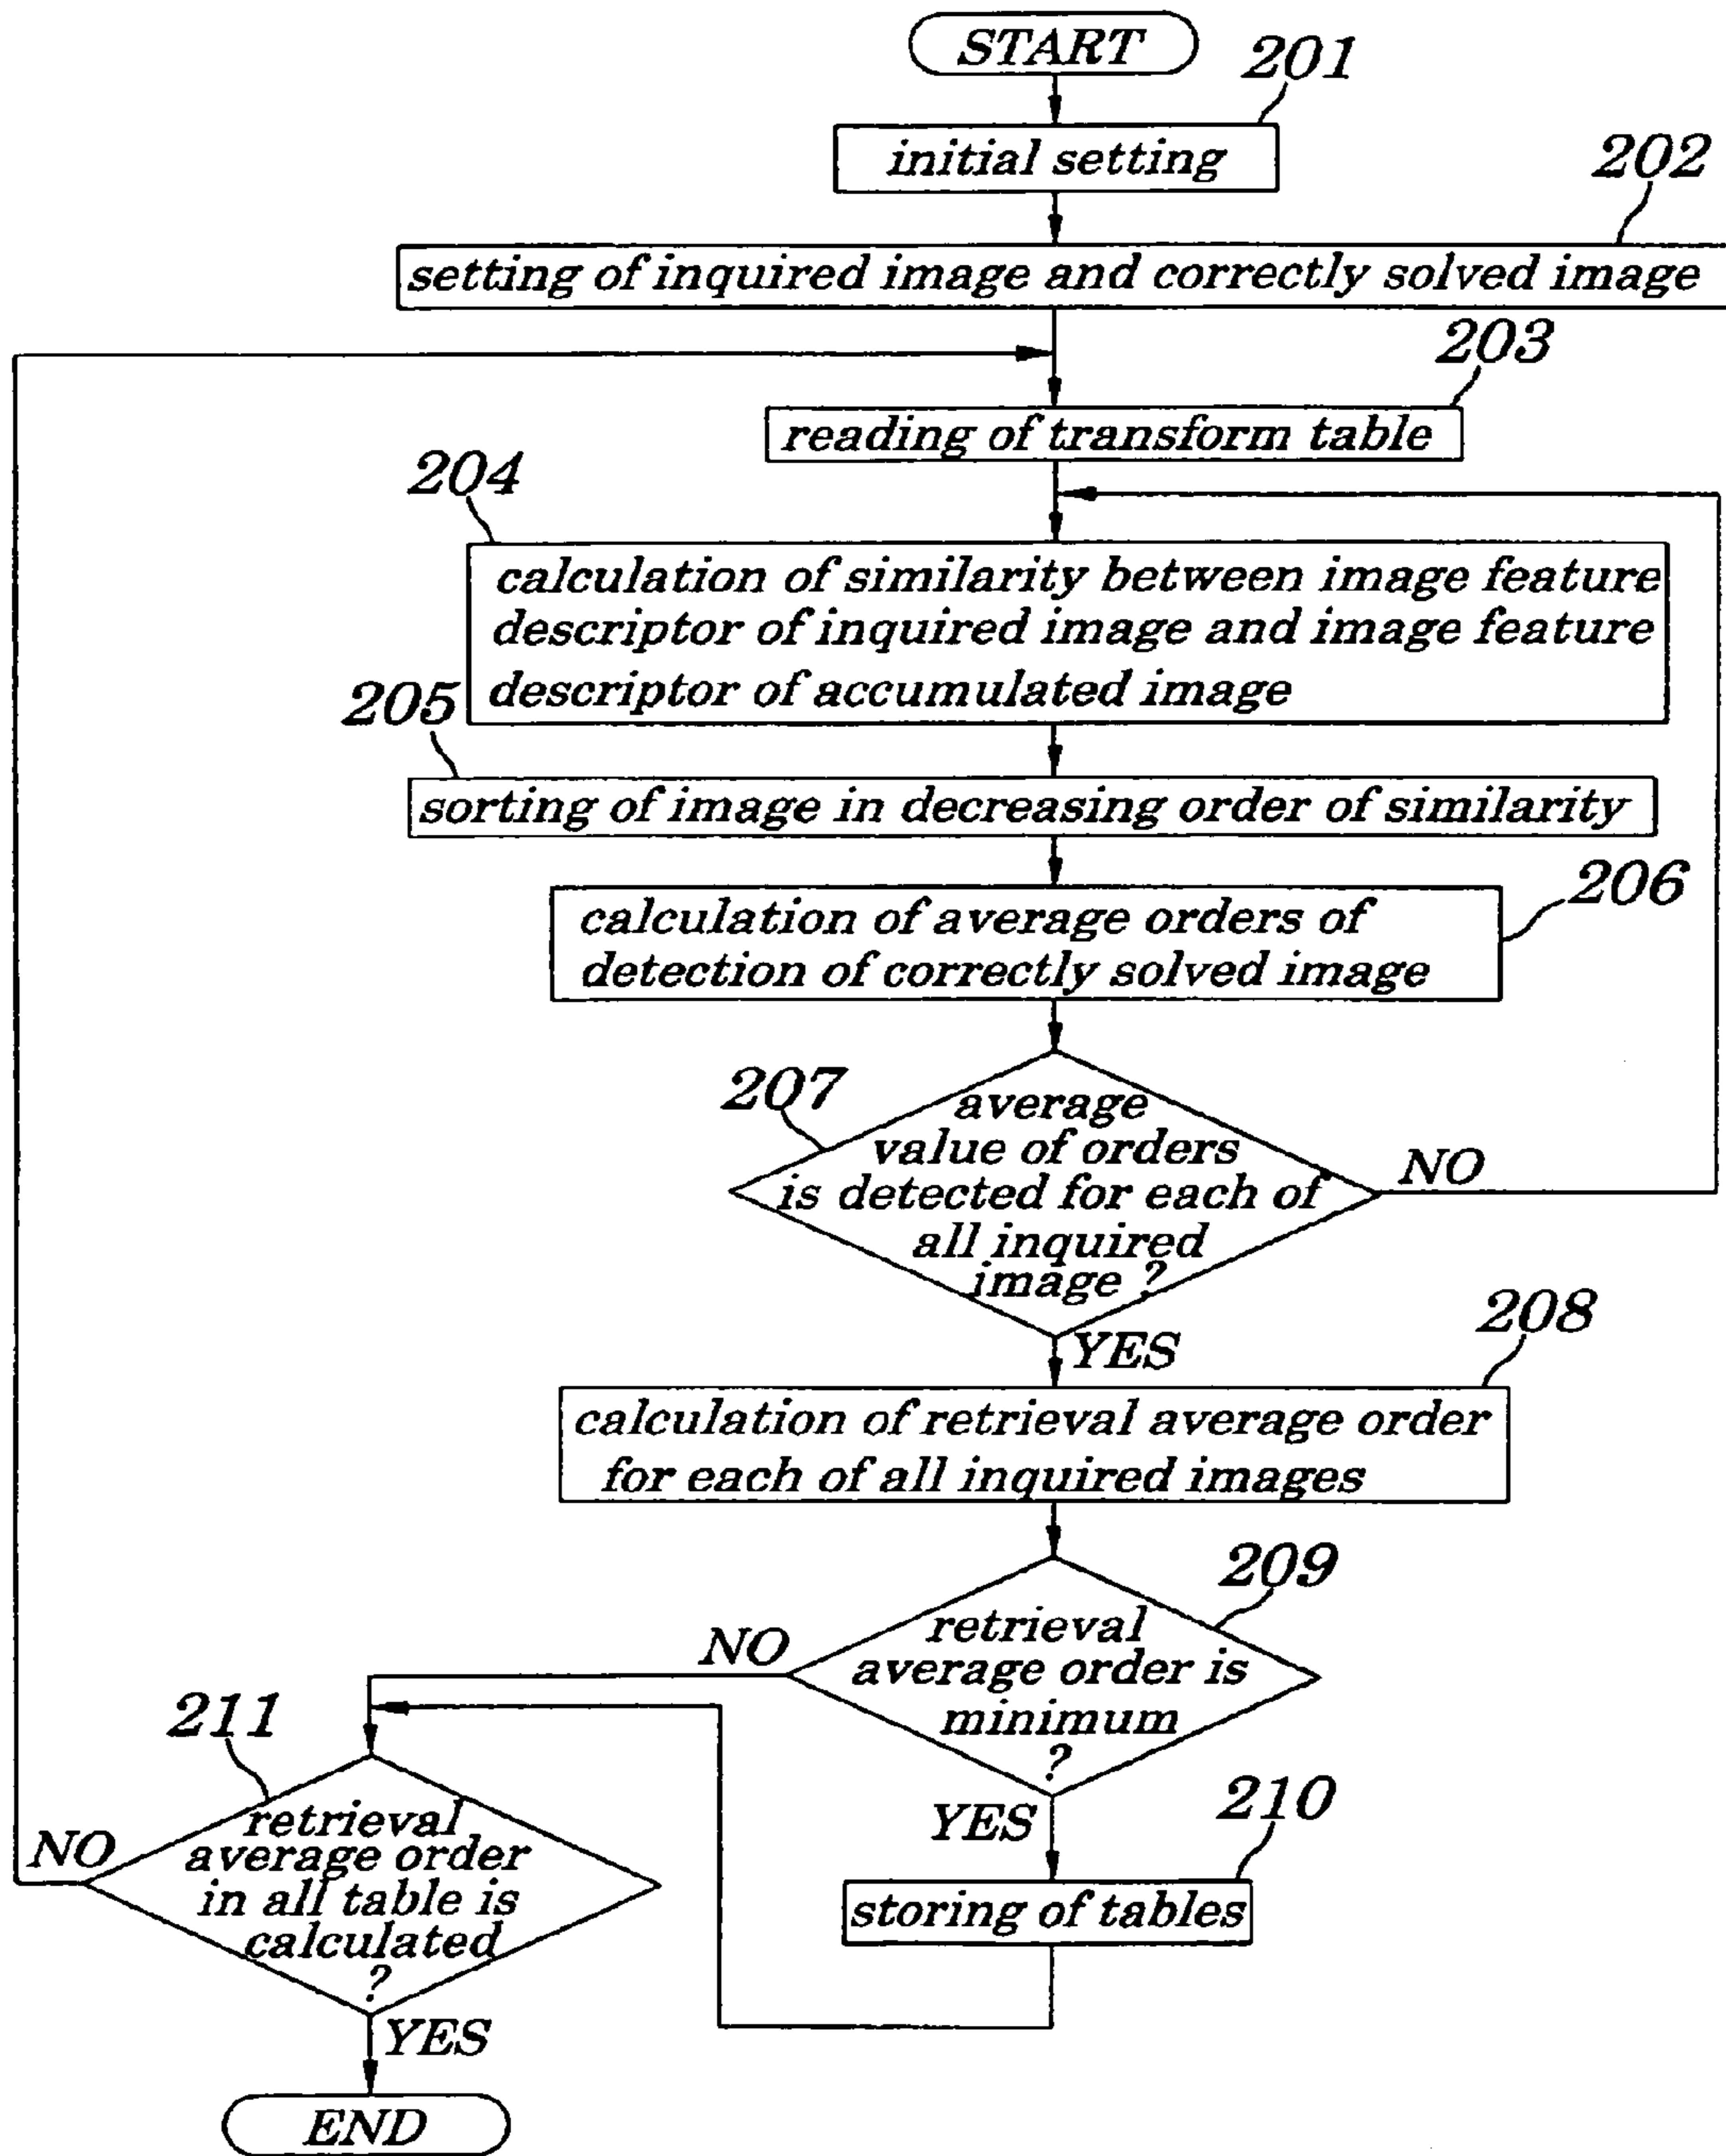 START
201
initial setting
202
setting of inquired image and correctly solved image
203
reading of transform table
204
calculation of similarity between image feature
descriptor of inquired image and image feature
descriptor of accumulated image
205
sorting of image in decreasing order of similarity
206
calculation of average orders of
detection of correctly solved image
207
average
value of orders
is detected for each of
all inquired
image ?
NO
YES
208
calculation of retrieval average order
for each of all inquired images
209
retrieval
average order is
minimum
?
NO
YES
210
storing of tables
211
retrieval
average order
in all table is
calculated
?
NO
YES
END